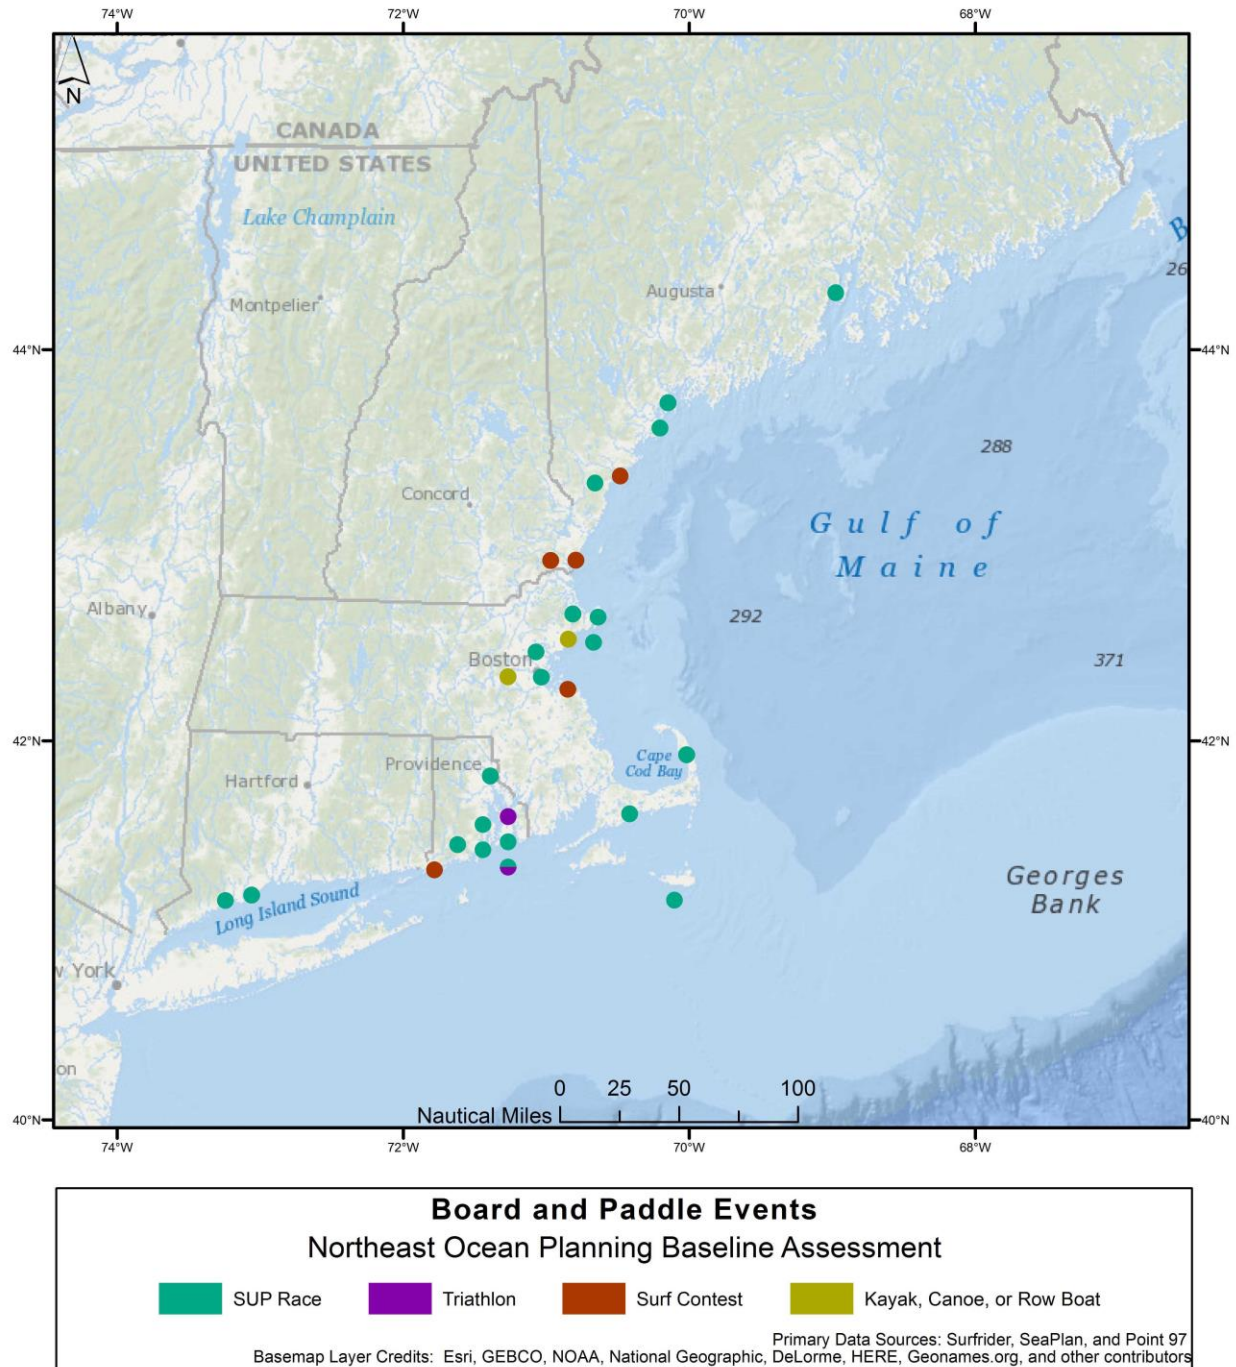 74°W 72°W 70°W 68°W
N
CANADA
UNITED STATES
Lake Champlain
B
26
Montpelier
Augusta
44°N 44°N
288
Concord
Gulf of
Maine
Albany
292
Boston
371
42°N 42°N
Cape
Cod Bay
Providence
Hartford
Georges
Bank
Long Island Sound
w York
on
0 25 50 100
Nautical Miles
40°N 40°N
74°W 72°W 70°W 68°W
Board and Paddle Events
Northeast Ocean Planning Baseline Assessment
SUP Race Triathlon Surf Contest Kayak, Canoe, or Row Boat
Primary Data Sources: Surfrider, SeaPlan, and Point 97
Basemap Layer Credits: Esri, GEBCO, NOAA, National Geographic, DeLorme, HERE, Geonames.org, and other contributors